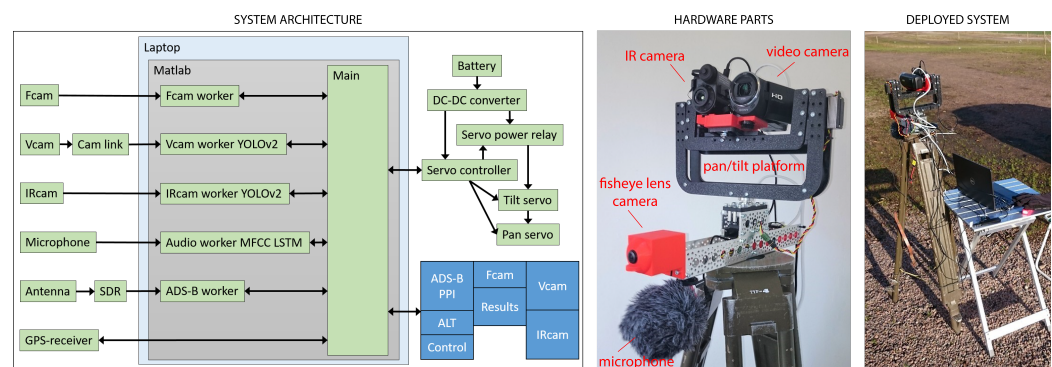 SYSTEM ARCHITECTURE
HARDWARE PARTS
DEPLOYED SYSTEM
Laptop
Matlab
Main
Fcam
Fcam worker
Vcam
Cam link
Vcam worker YOLOv2
IRcam
IRcam worker YOLOv2
Microphone
Audio worker MFCC LSTM
Antenna
SDR
ADS-B worker
GPS-receiver
Battery
DC-DC converter
Servo power relay
Servo controller
Tilt servo
Pan servo
ADS-B
PPI
Fcam
Vcam
Results
ALT
IRcam
Control
IR camera
video camera
HD
pan/tilt platform
fisheye lens
camera
microphone